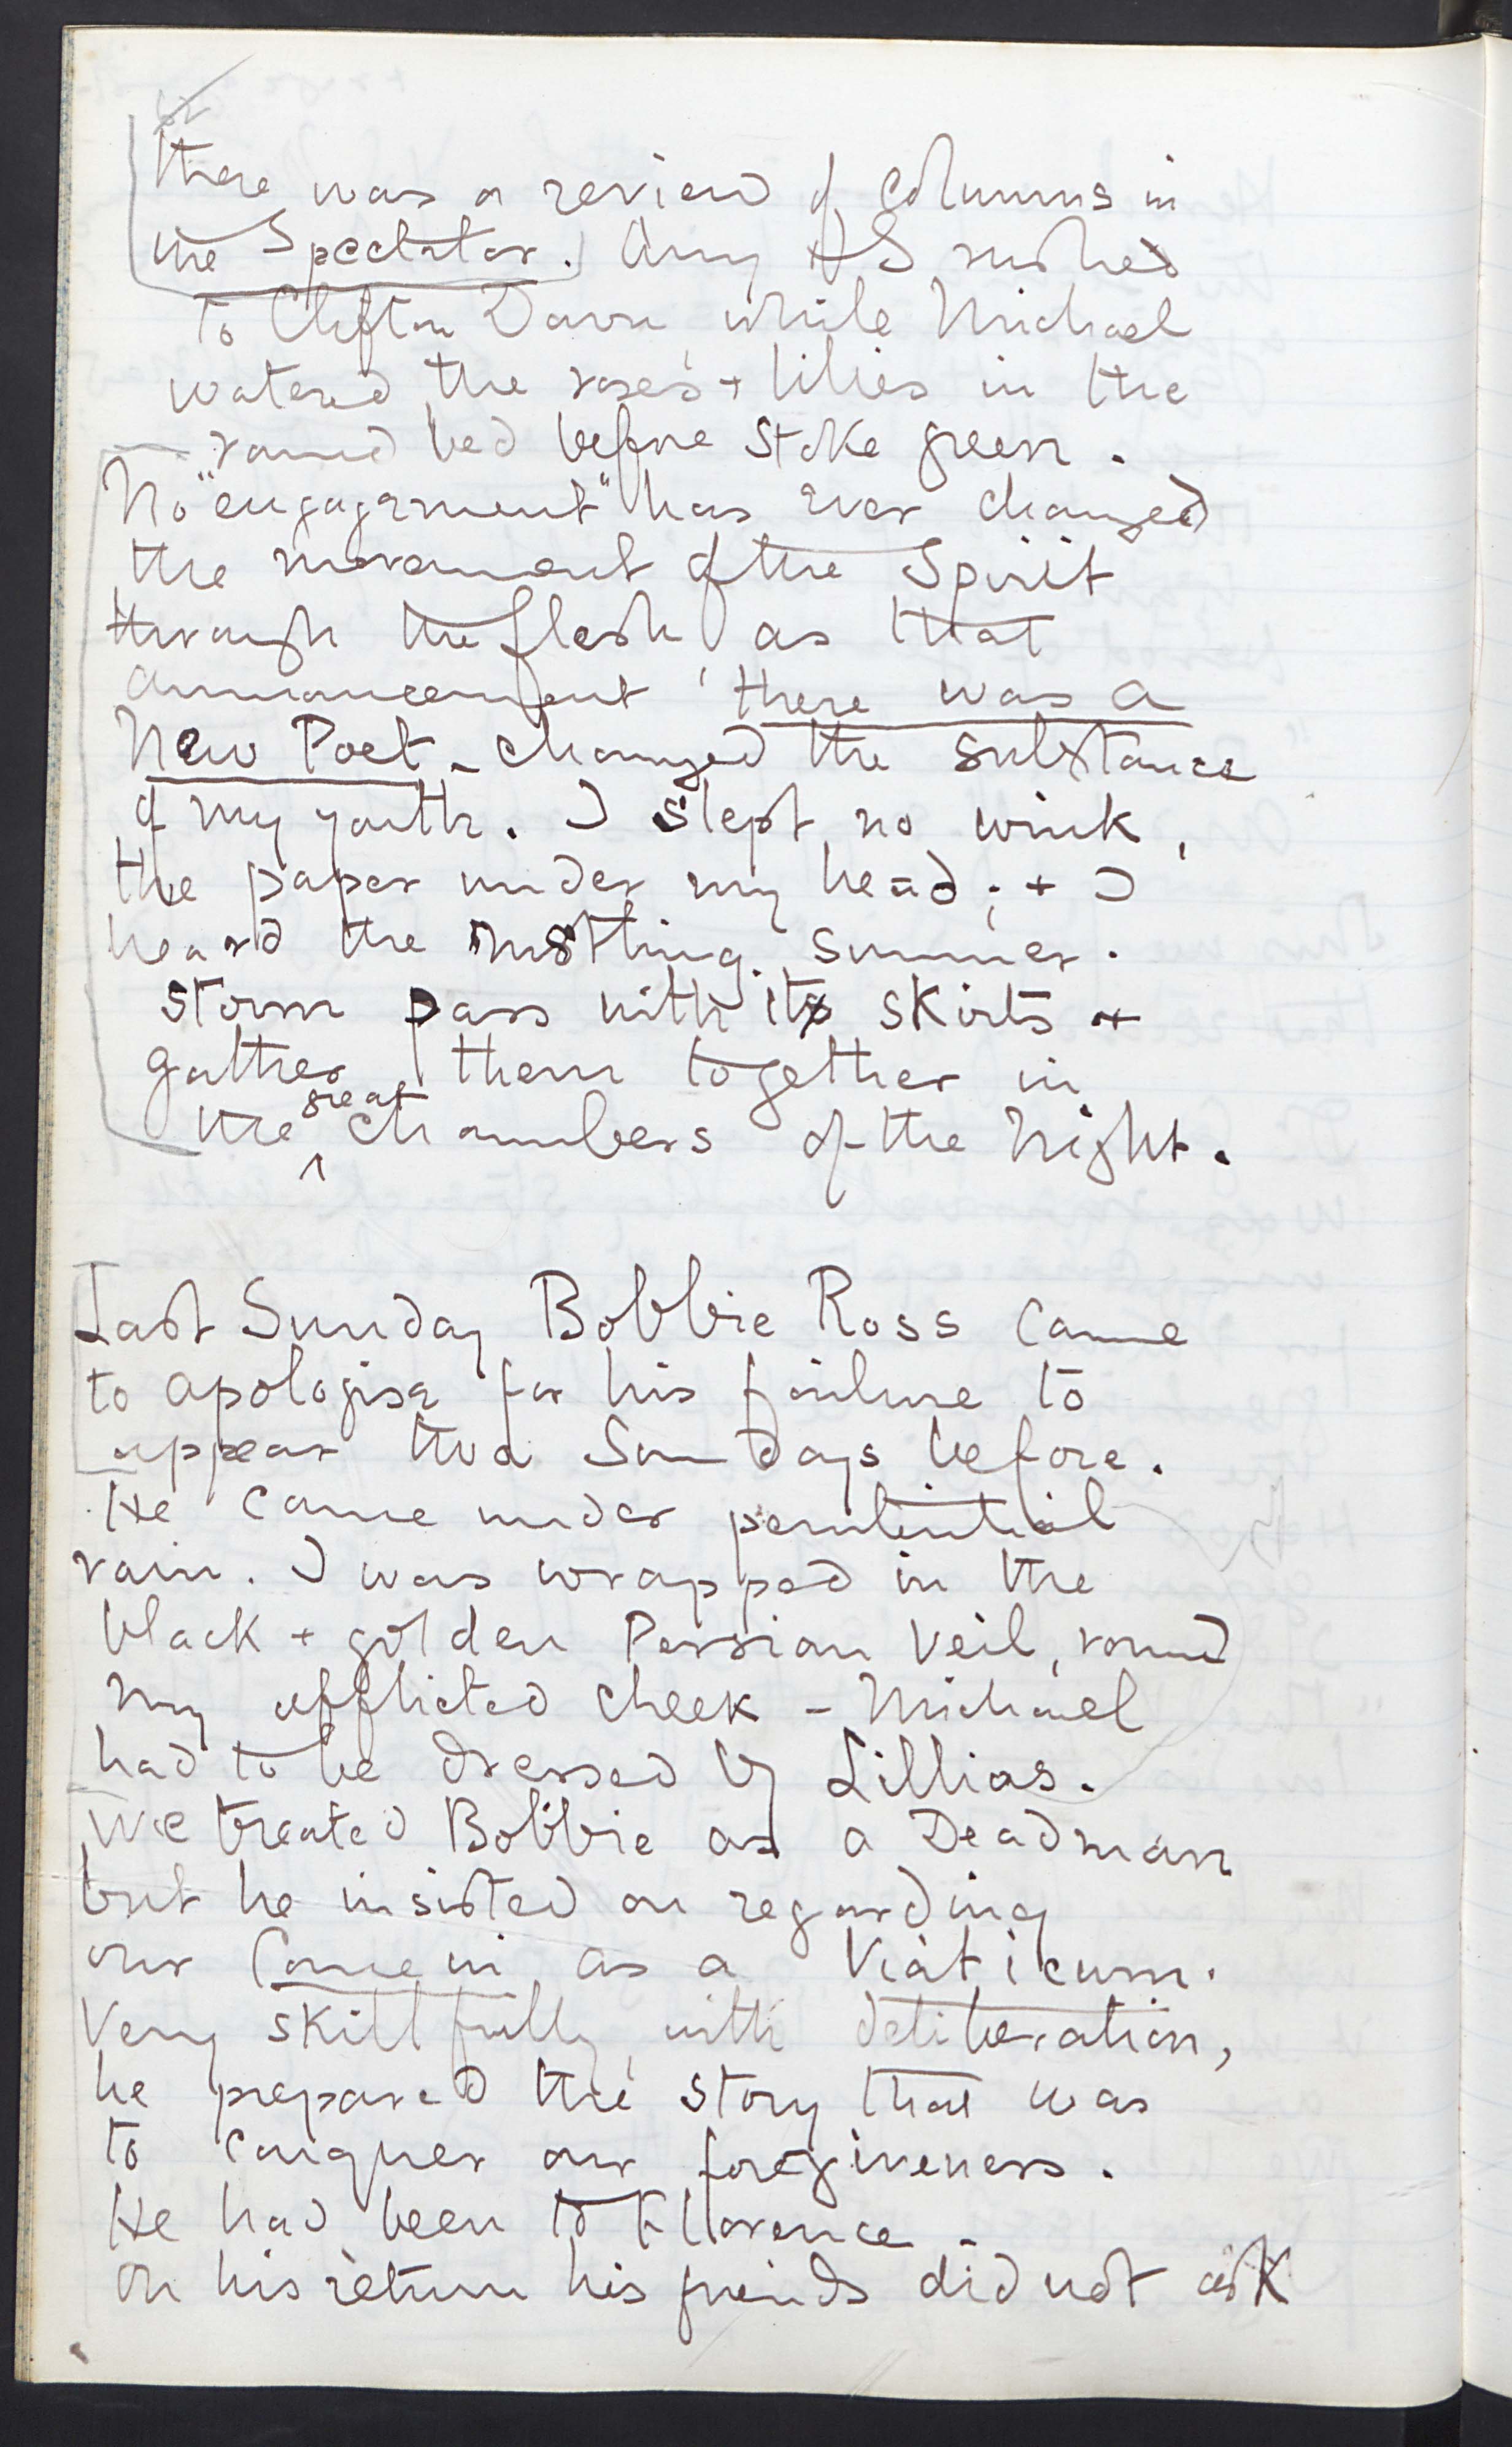 there was a review of columns in
the Spectator. Amy & S rushed
to Clifton Down while Michael
watered the roses + lilies in the
round bed before Stoke green.
No "engagement" has ever changed
the movement of the Spirit
through the flesh as that
announcement 'there was a
New Poet - changed the substance
of my youth. I slept no wink,
the paper under my head; + I
heard the rustling summer.
storm pass with its skirts +
gather them together in
the great chambers of the Night.
Last Sunday Bobbie Ross came
to apologise for his failure to
appear two Sundays before.
He came under penitential
rain. I was wrapped in the
black + golden Persian veil, round
my afflicted cheek - Michael
had to be dressed by Lillias.
We treated Bobbie as a Deadman
but he insisted on regarding
our Come in as a Viaticum.
Very skillfully, with deliberation,
he prepared the story that was
to conquer our forgiveness.
He had been to Fllorence -
On his return his friends did not ask